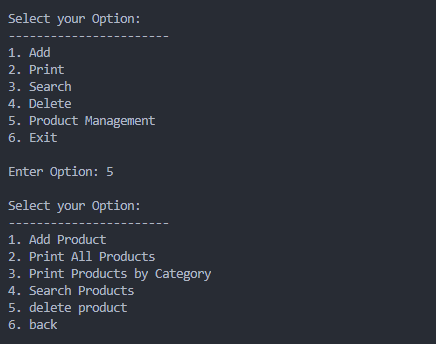 Select your Option:
-----------------------
1. Add
2. Print
3. Search
4. Delete
5. Product Management
6. Exit
Enter Option: 5
Select your Option:
-----------------------
1. Add Product
2. Print All Products
3. Print Products by Category
4. Search Products
5. delete product
6. back